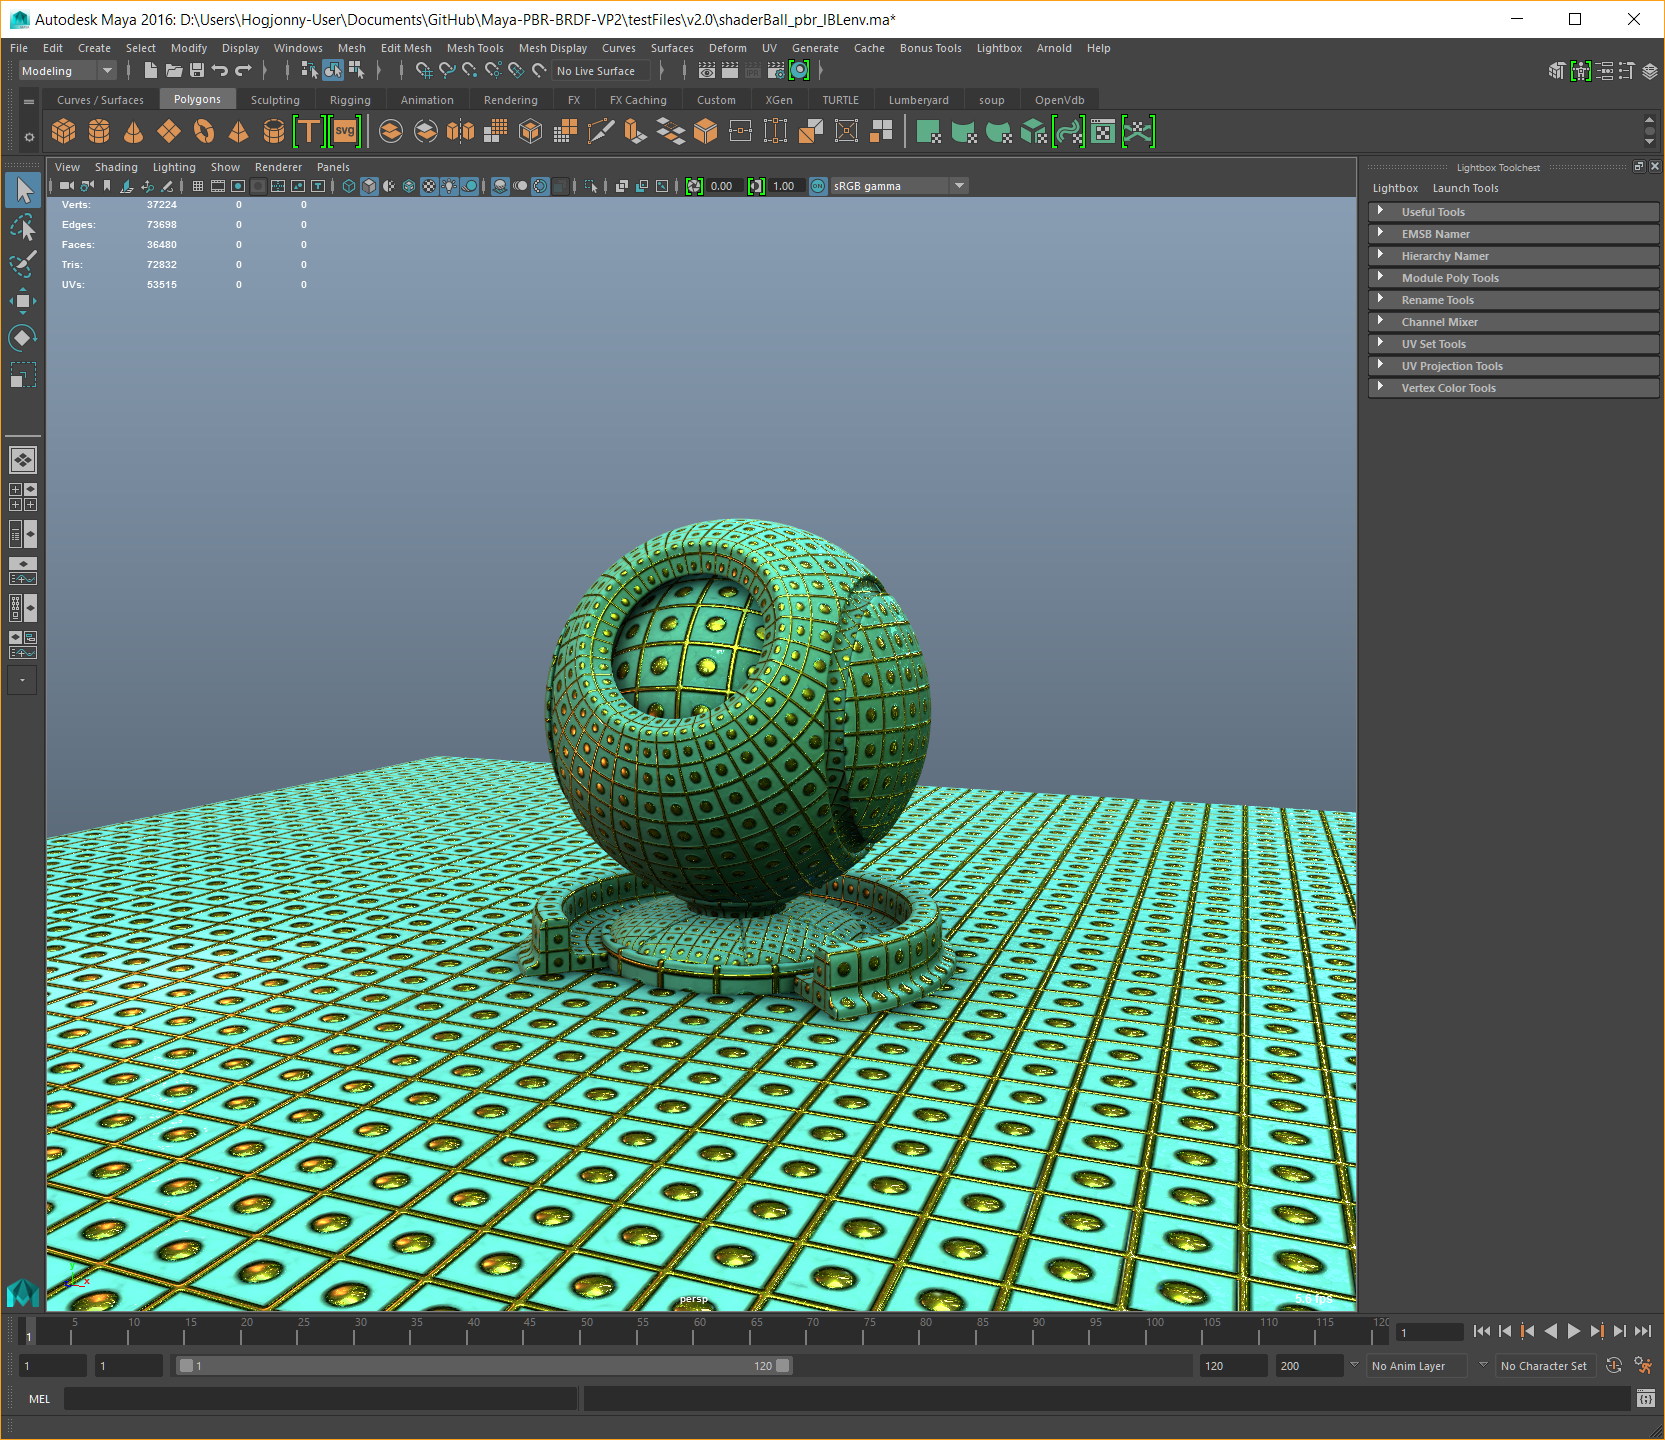 Autodesk Maya 2016: D:\Users\Hogjonny-User\Documents\GitHub\Maya-PBR-BRDF-VP2\testFiles\v2.0\shaderBall_pbr_IBLenv.ma*
File Edit Create Select Modify Display Windows Mesh Edit Mesh Mesh Tools Mesh Display Curves Surfaces Deform UV Generate Cache Bonus Tools Lightbox Arnold Help
Modeling No Live Surface
Curves / Surfaces Polygons Sculpting Rigging Animation Rendering FX FX Caching Custom XGen TURTLE Lumberyard soup OpenVdb
T svg
View Shading Lighting Show Renderer Panels
0.00 1.00 ON sRGB gamma
Verts: 37224 0 0
Edges: 73698 0 0
Faces: 36480 0 0
Tris: 72832 0 0
UVs: 53515 0 0
Lightbox Toolchest
Lightbox Launch Tools
Useful Tools
EMSB Namer
Hierarchy Namer
Module Poly Tools
Rename Tools
Channel Mixer
UV Set Tools
UV Projection Tools
Vertex Color Tools
y
x
persp 5.6 fps
1 5 10 15 20 25 30 35 40 45 50 55 60 65 70 75 80 85 90 95 100 105 110 115 120 1
1 1 1 120 120 200 No Anim Layer No Character Set
MEL